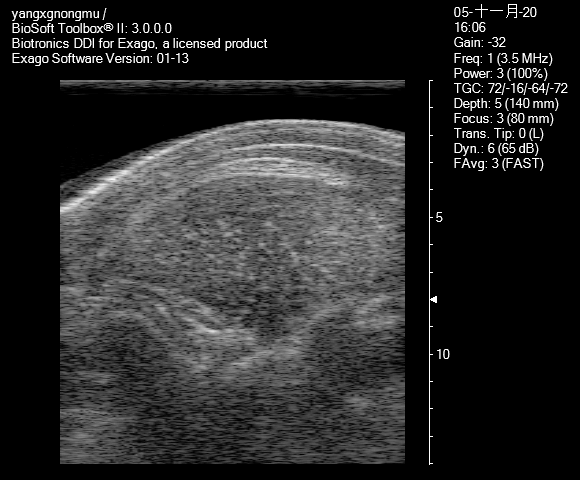 yangxgnongmu /
BioSoft Toolbox® II: 3.0.0.0
Biotronics DDI for Exago, a licensed product
Exago Software Version: 01-13
05-十一月-20
16:06
Gain: -32
Freq: 1 (3.5 MHz)
Power: 3 (100%)
TGC: 72/-16/-64/-72
Depth: 5 (140 mm)
Focus: 3 (80 mm)
Trans. Tip: 0 (L)
Dyn.: 6 (65 dB)
FAvg: 3 (FAST)
5
10